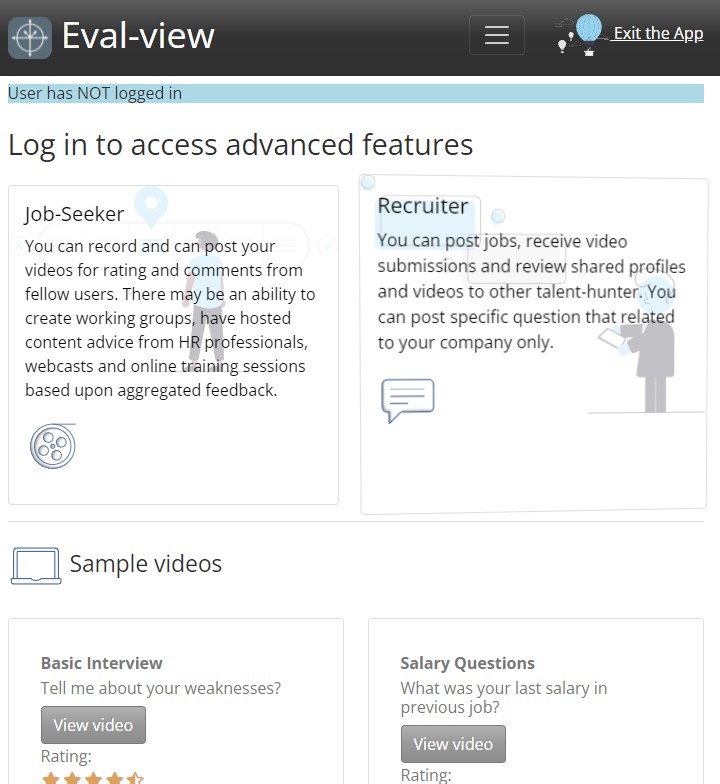 Eval-view
Exit the App
User has NOT logged in
Log in to access advanced features
Job-Seeker
You can record and can post your
videos for rating and comments from
fellow users. There may be an ability to
create working groups, have hosted
content advice from HR professionals,
webcasts and online training sessions
based upon aggregated feedback.
Recruiter
You can post jobs, receive video
submissions and review shared profiles
and videos to other talent-hunter. You
can post specific question that related
to your company only.
Sample videos
Basic Interview
Tell me about your weaknesses?
View video
Rating:
Salary Questions
What was your last salary in
previous job?
View video
Rating: